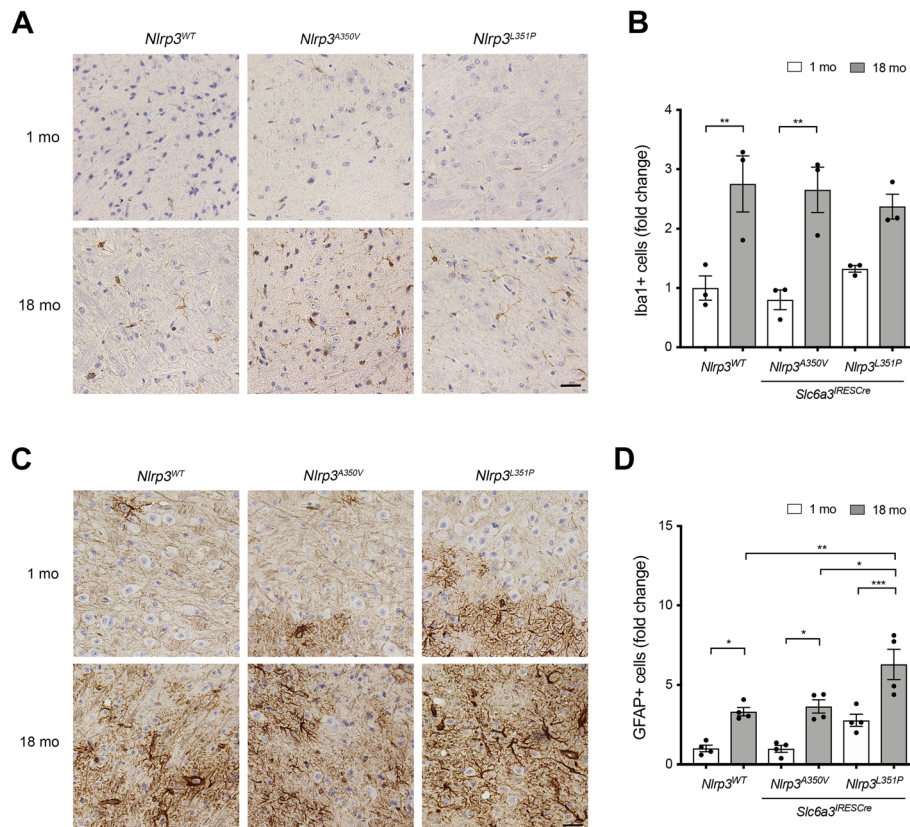 A
Nlrp3WT
Nlrp3A350V
Nlrp3L351P
1 mo
18 mo
B
1 mo
18 mo
Iba1+ cells (fold change)
4
3
2
1
0
**
**
Nlrp3WT
Nlrp3A350V
Nlrp3L351P
Slc6a3IRESCre
C
Nlrp3WT
Nlrp3A350V
Nlrp3L351P
1 mo
18 mo
D
1 mo
18 mo
GFAP+ cells (fold change)
15
10
5
0
**
*
***
*
*
Nlrp3WT
Nlrp3A350V
Nlrp3L351P
Slc6a3IRESCre